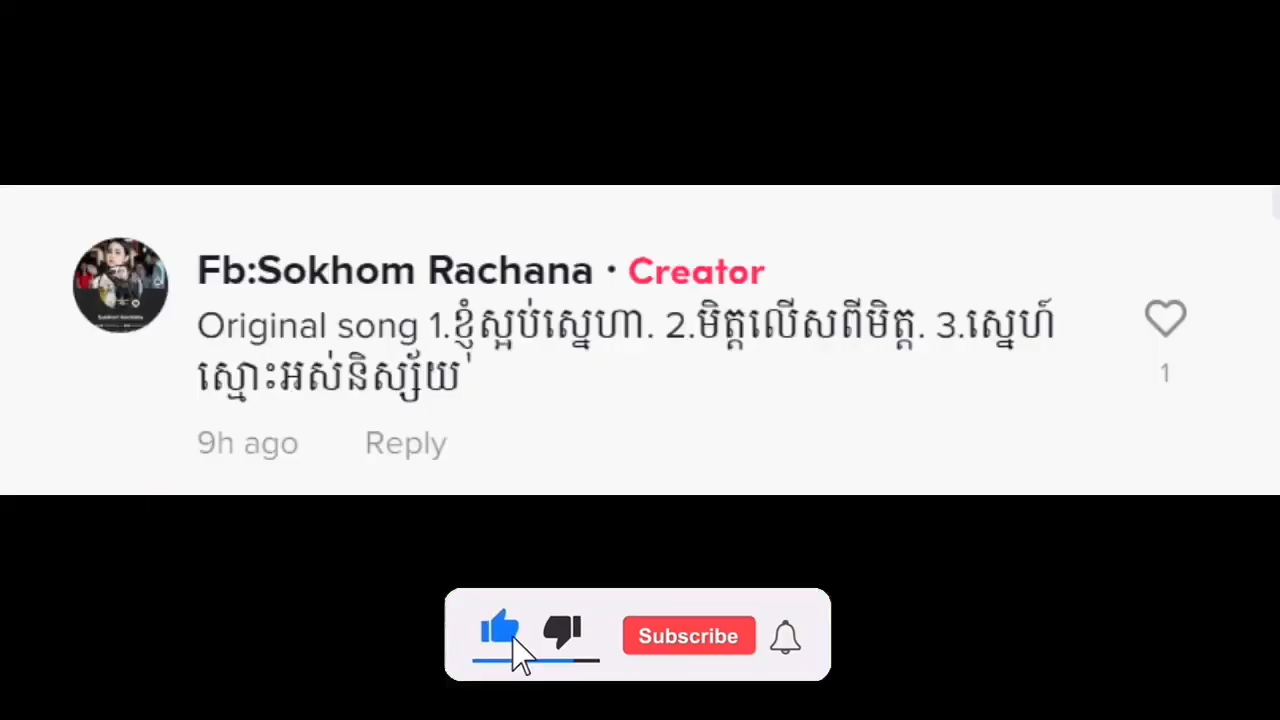 Fb:Sokhom Rachana · Creator
Original song 1.ខ្ញុំស្អប់ស្នេហា. 2.មិត្តលើសពីមិត្ត. 3.ស្នេហ៍
ស្មោះអស់និស្ស័យ
1
9h ago Reply
Subscribe